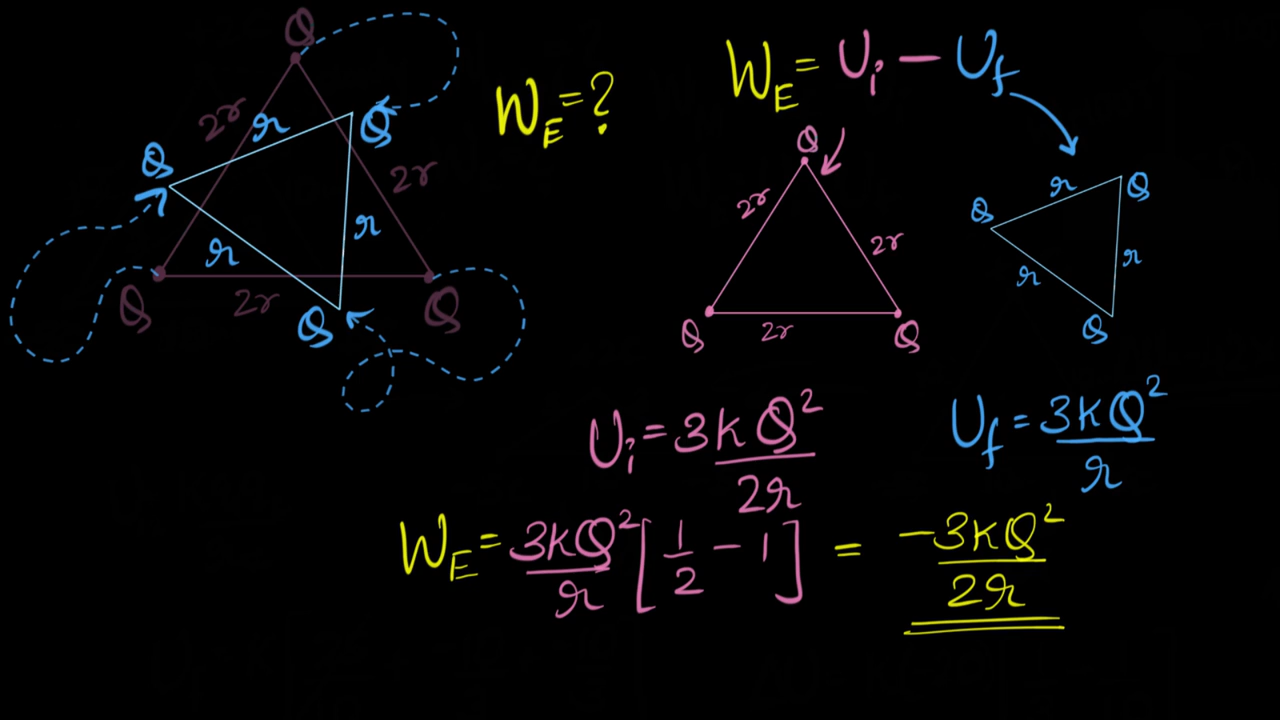 Q
2r
r
2r
Q
Q
r
r
Q
2r
Q
Q
W_E = ?
W_E = U_i − U_f
Q
2r
2r
Q
2r
Q
r
Q
Q
r
r
Q
U_i = 3kQ²/2r
U_f = 3kQ²/r
W_E = 3kQ²/r [1/2 − 1] = −3kQ²/2r